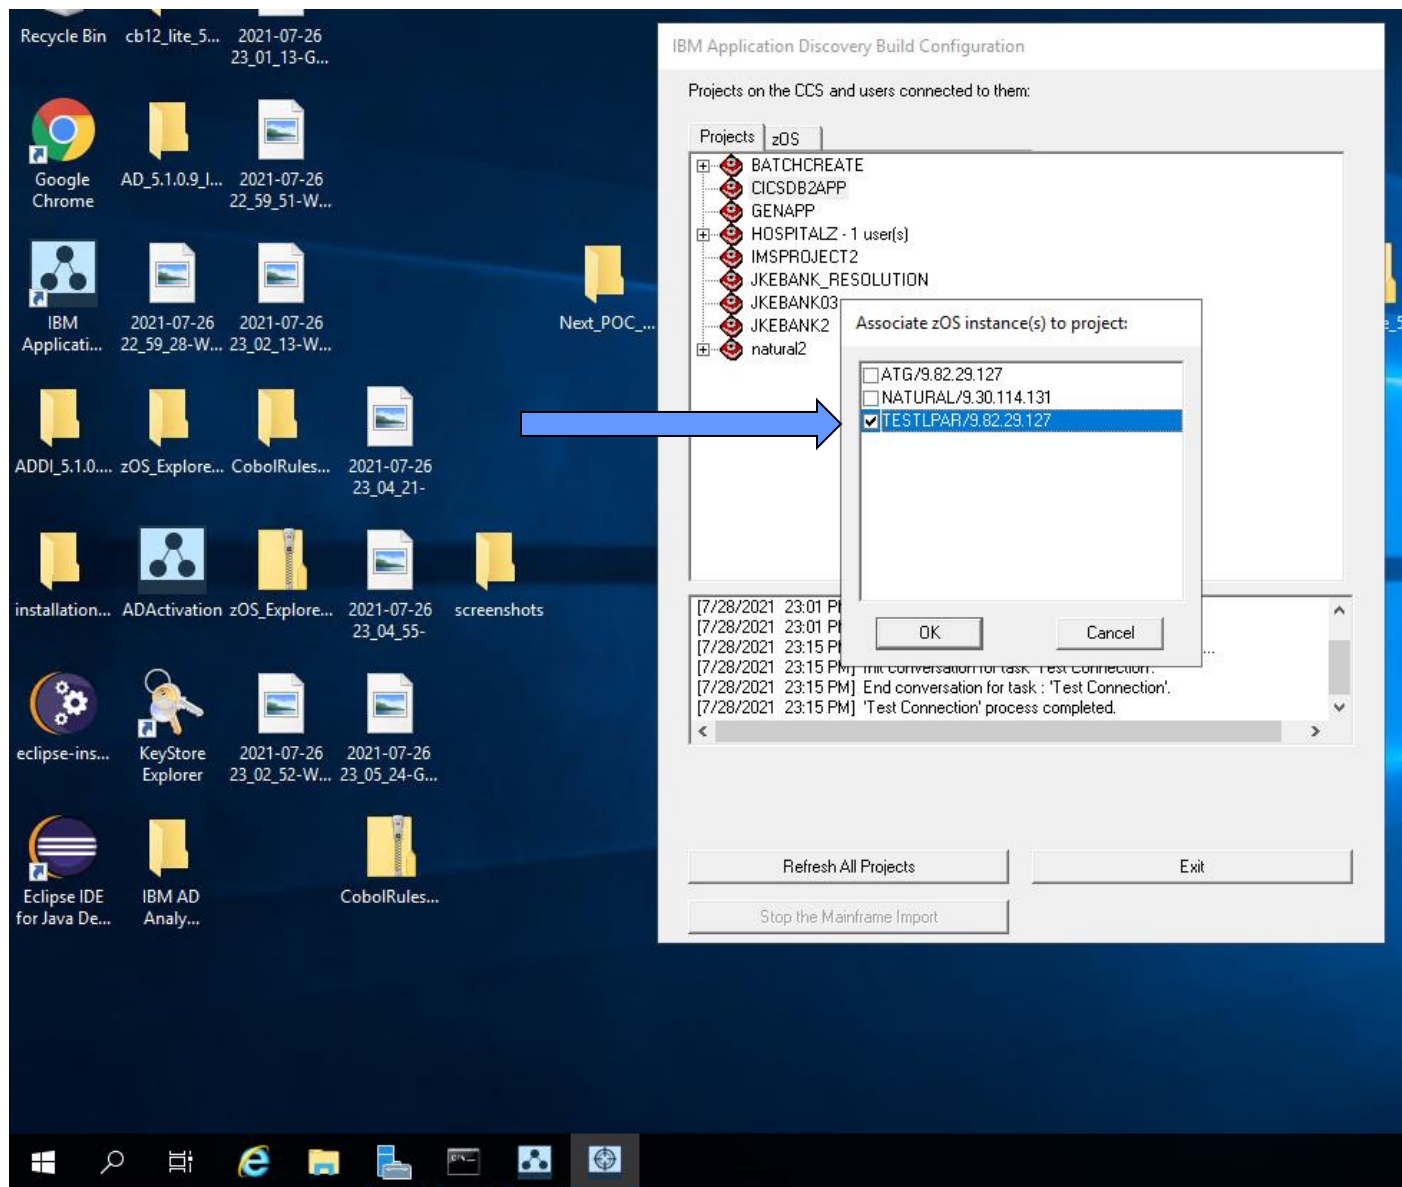 Recycle Bin
cb12_lite_5...
2021-07-26
23_01_13-G...
Google
Chrome
AD_5.1.0.9_I...
2021-07-26
22_59_51-W...
IBM
Applicati...
2021-07-26
22_59_28-W...
2021-07-26
23_02_13-W...
Next_POC_...
ADDI_5.1.0....
zOS_Explore...
CobolRules...
2021-07-26
23_04_21-
installation...
ADActivation
zOS_Explore...
2021-07-26
23_04_55-
screenshots
eclipse-ins...
KeyStore
Explorer
2021-07-26
23_02_52-W...
2021-07-26
23_05_24-G...
Eclipse IDE
for Java De...
IBM AD
Analy...
CobolRules...
IBM Application Discovery Build Configuration
Projects on the CCS and users connected to them:
Projects
zOS
BATCHCREATE
CICSDB2APP
GENAPP
HOSPITALZ - 1 user(s)
IMSPROJECT2
JKEBANK_RESOLUTION
JKEBANK03
JKEBANK2
natural2
Associate zOS instance(s) to project:
ATG/9.82.29.127
NATURAL/9.30.114.131
TESTLPAR/9.82.29.127
OK
Cancel
[7/28/2021 23:01
[7/28/2021 23:01
[7/28/2021 23:15 ...
[7/28/2021 23:15 PM] Init conversation for task 'Test Connection'.
[7/28/2021 23:15 PM] End conversation for task : 'Test Connection'.
[7/28/2021 23:15 PM] 'Test Connection' process completed.
Refresh All Projects
Exit
Stop the Mainframe Import